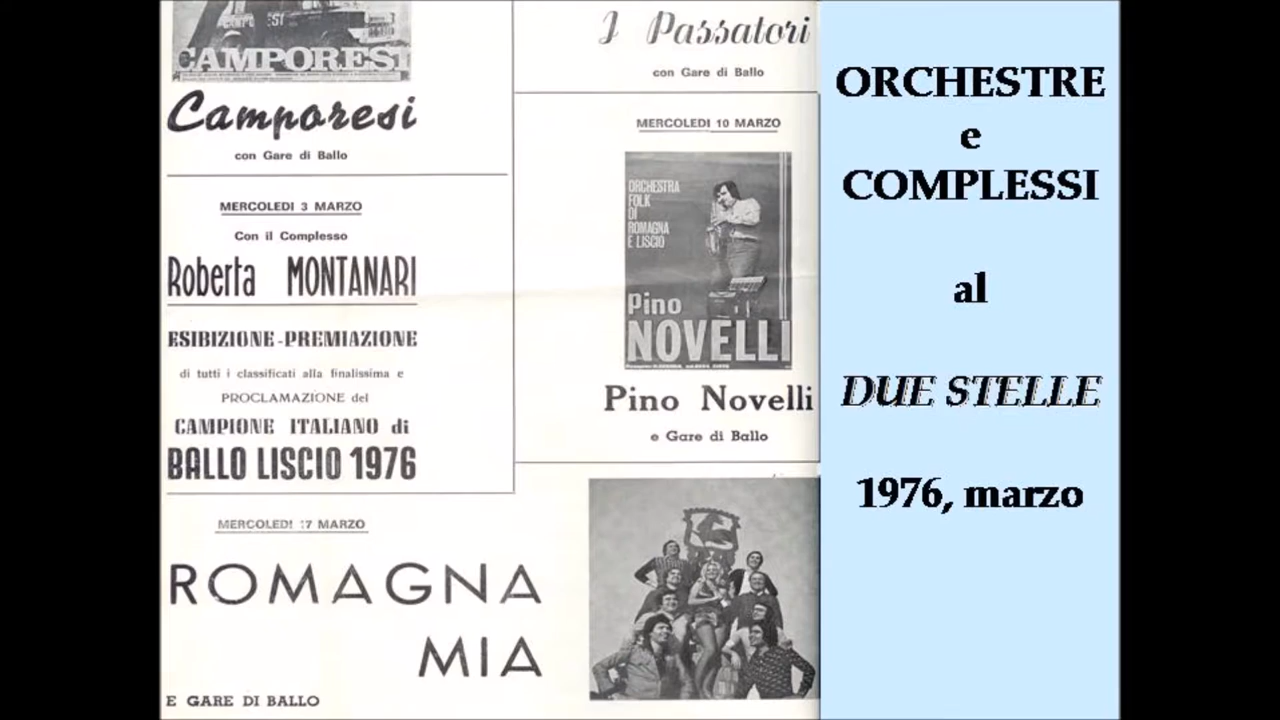 CAMPORESI
CAMPORESI
Camporesi
con Gare di Ballo
MERCOLEDI 3 MARZO
Con il Complesso
Roberta MONTANARI
ESIBIZIONE-PREMIAZIONE
di tutti i classificati alla finalissima e
PROCLAMAZIONE del
CAMPIONE ITALIANO di
BALLO LISCIO 1976
I Passatori
con Gare di Ballo
MERCOLEDI 10 MARZO
ORCHESTRA
FOLK
DI
ROMAGNA
E LISCIO
Pino
NOVELLI
Pino Novelli
e Gare di Ballo
MERCOLEDI 17 MARZO
ROMAGNA
MIA
E GARE DI BALLO
ORCHESTRE
e
COMPLESSI
al
DUE STELLE
1976, marzo